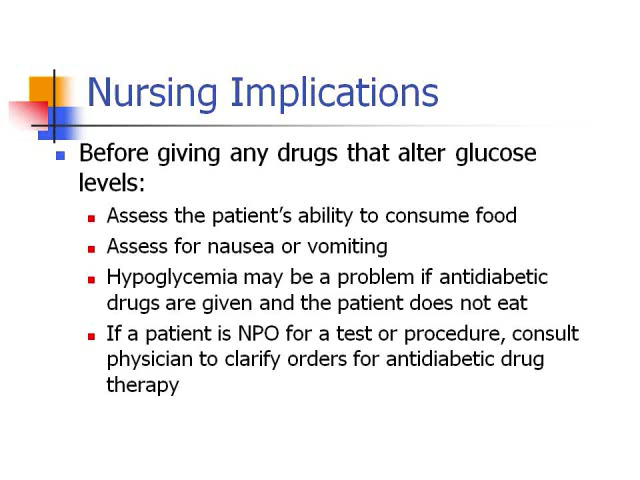 Nursing Implications
Before giving any drugs that alter glucose
levels:
Assess the patient's ability to consume food
Assess for nausea or vomiting
Hypoglycemia may be a problem if antidiabetic
drugs are given and the patient does not eat
If a patient is NPO for a test or procedure, consult
physician to clarify orders for antidiabetic drug
therapy